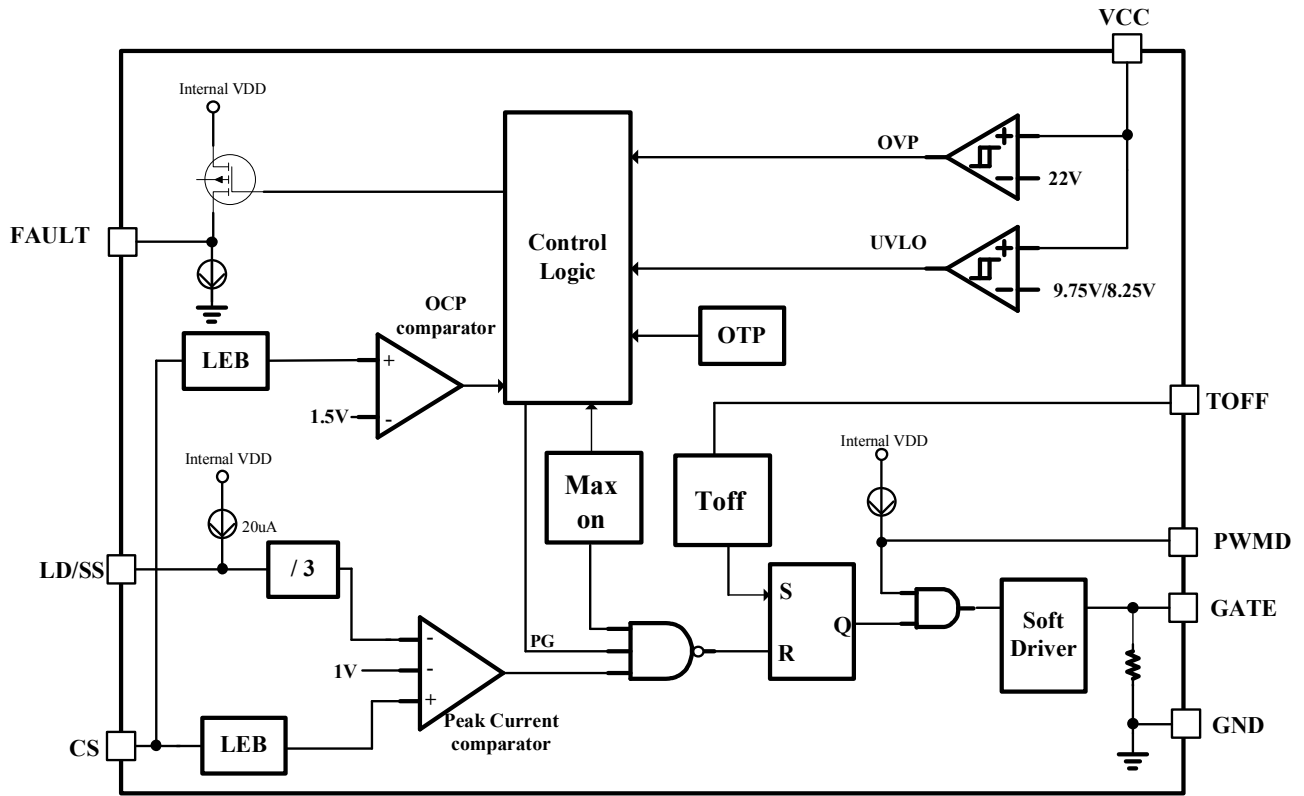 VCC
Internal VDD
OVP
+
-
22V
FAULT
Control
Logic
UVLO
+
-
9.75V/8.25V
OCP
comparator
LEB
+
OTP
1.5V
-
TOFF
Internal VDD
Internal VDD
Max
on
Toff
20uA
PWMD
LD/SS
/ 3
S
GATE
-
PG
Q
Soft
Driver
R
1V
-
+
Peak Current
comparator
GND
CS
LEB